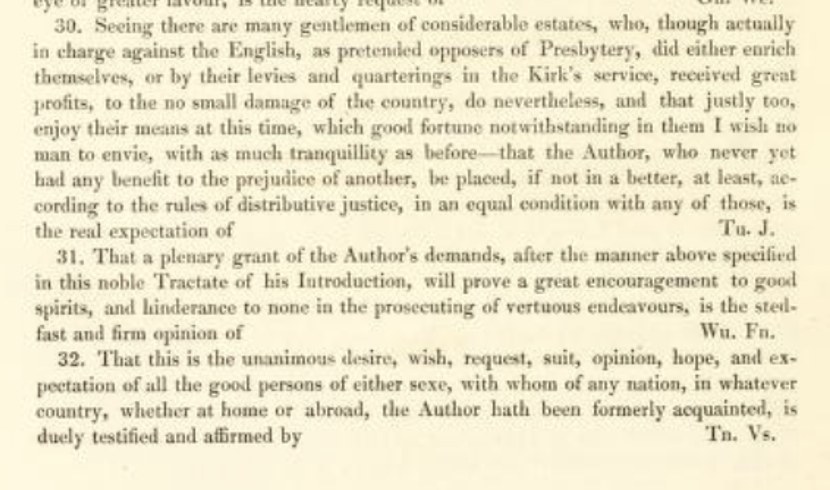 eye of greater favour, is the hearty request of
30. Seeing there are many gentlemen of considerable estates, who, though actually
in charge against the English, as pretended opposers of Presbytery, did either enrich
themselves, or by their levies and quarterings in the Kirk's service, received great
profits, to the no small damage of the country, do nevertheless, and that justly too,
enjoy their means at this time, which good fortune notwithstanding in them I wish no
man to envie, with as much tranquillity as before—that the Author, who never yet
had any benefit to the prejudice of another, be placed, if not in a better, at least, ac-
cording to the rules of distributive justice, in an equal condition with any of those, is
the real expectation of Tu. J.
31. That a plenary grant of the Author's demands, after the manner above specified
in this noble Tractate of his Introduction, will prove a great encouragement to good
spirits, and hinderance to none in the prosecuting of vertuous endeavours, is the sted-
fast and firm opinion of Wu. Fn.
32. That this is the unanimous desire, wish, request, suit, opinion, hope, and ex-
pectation of all the good persons of either sexe, with whom of any nation, in whatever
country, whether at home or abroad, the Author hath been formerly acquainted, is
duely testified and affirmed by Tn. Vs.